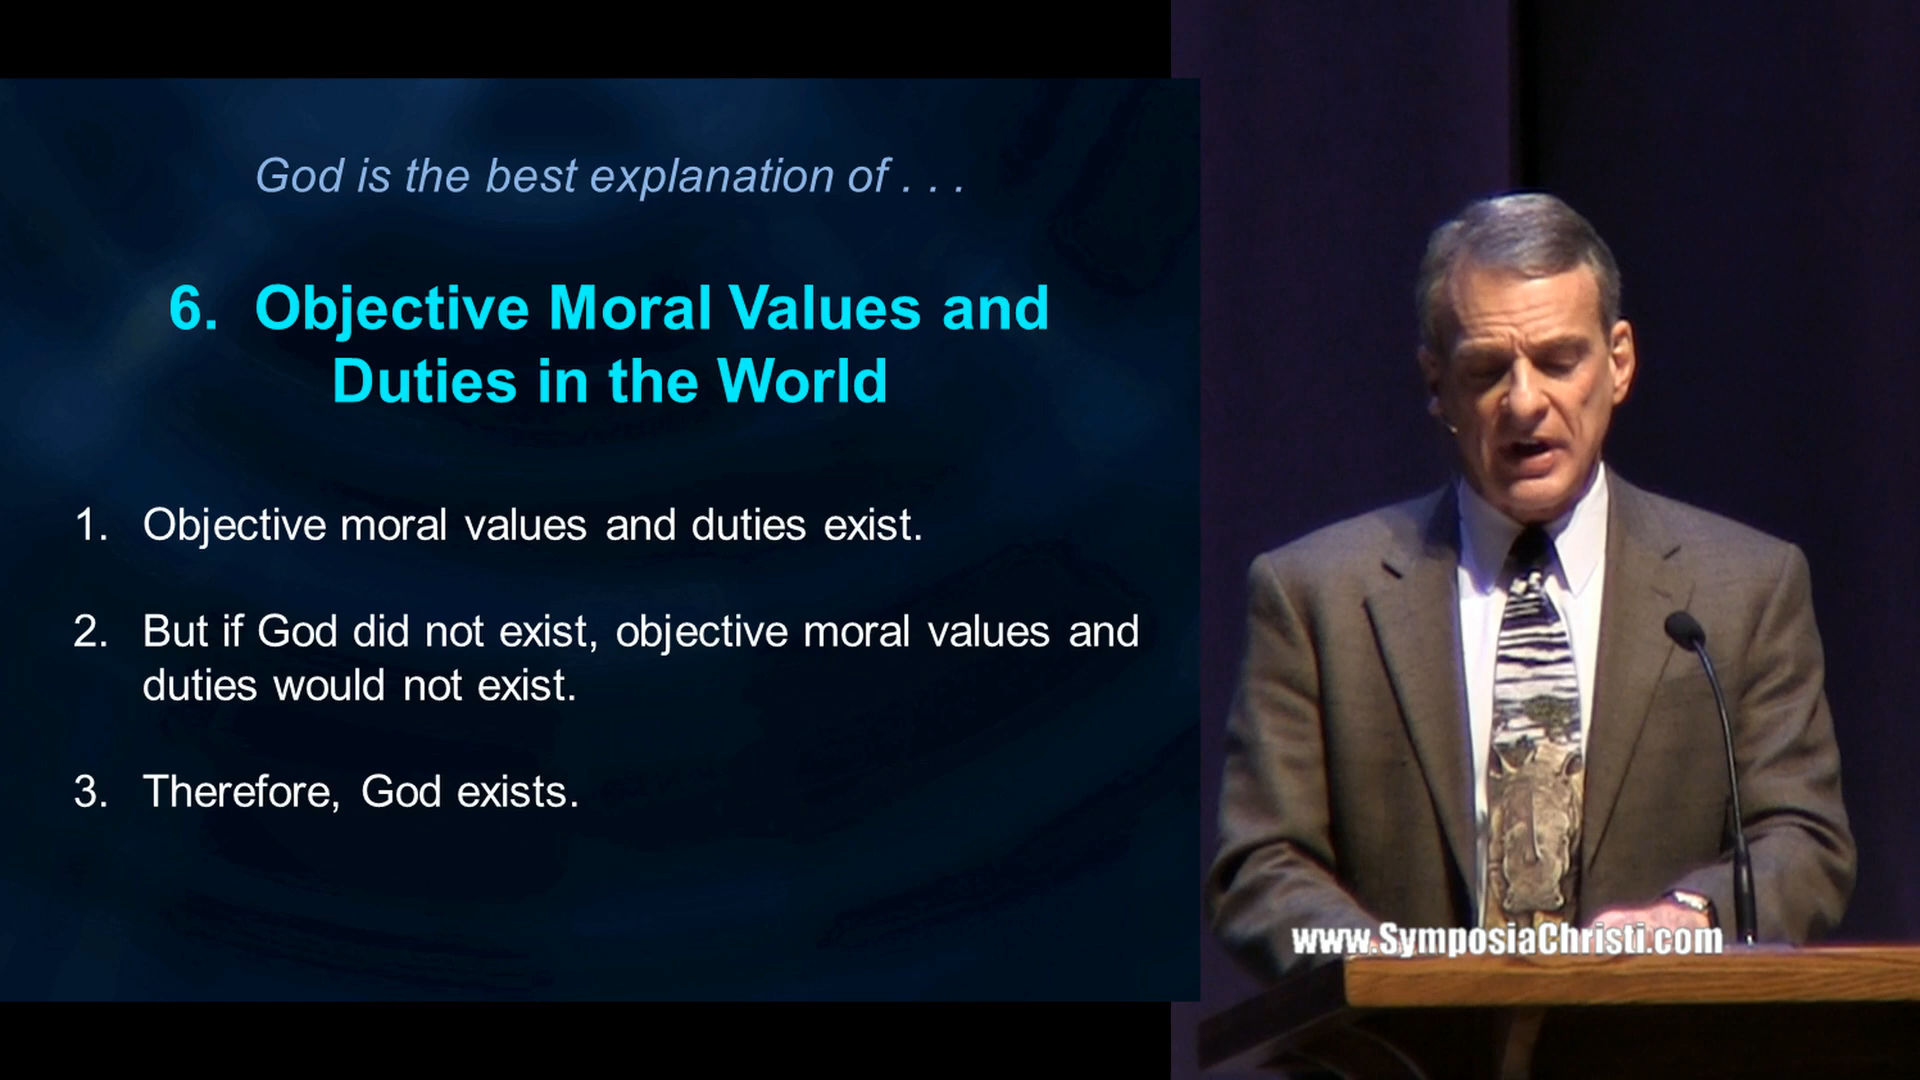 God is the best explanation of . . .
6. Objective Moral Values and
Duties in the World
1. Objective moral values and duties exist.
2. But if God did not exist, objective moral values and
duties would not exist.
3. Therefore, God exists.
www.SymposiaChristi.com